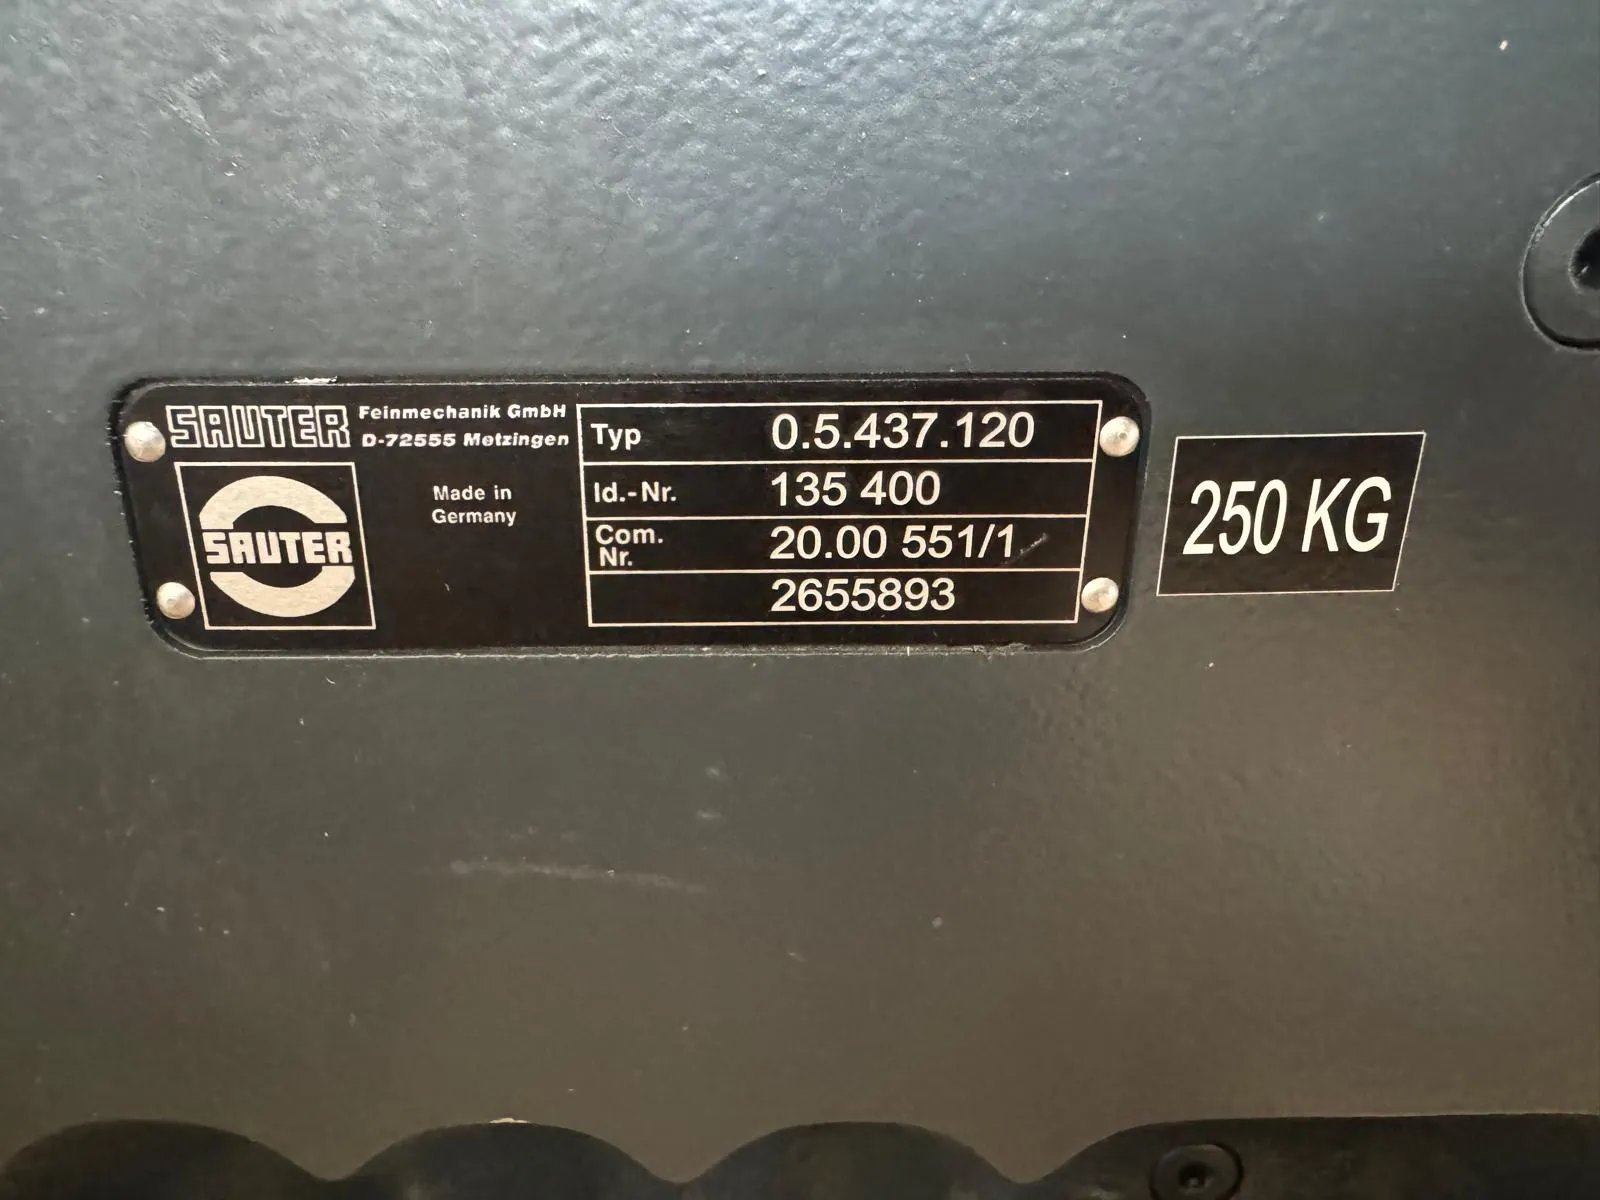 SAUTER Feinmechanik GmbH
D-72555 Metzingen
SAUTER
Made in
Germany
Typ 0.5.437.120
Id.-Nr. 135 400
Com. Nr. 20.00 551/1
2655893
250 KG